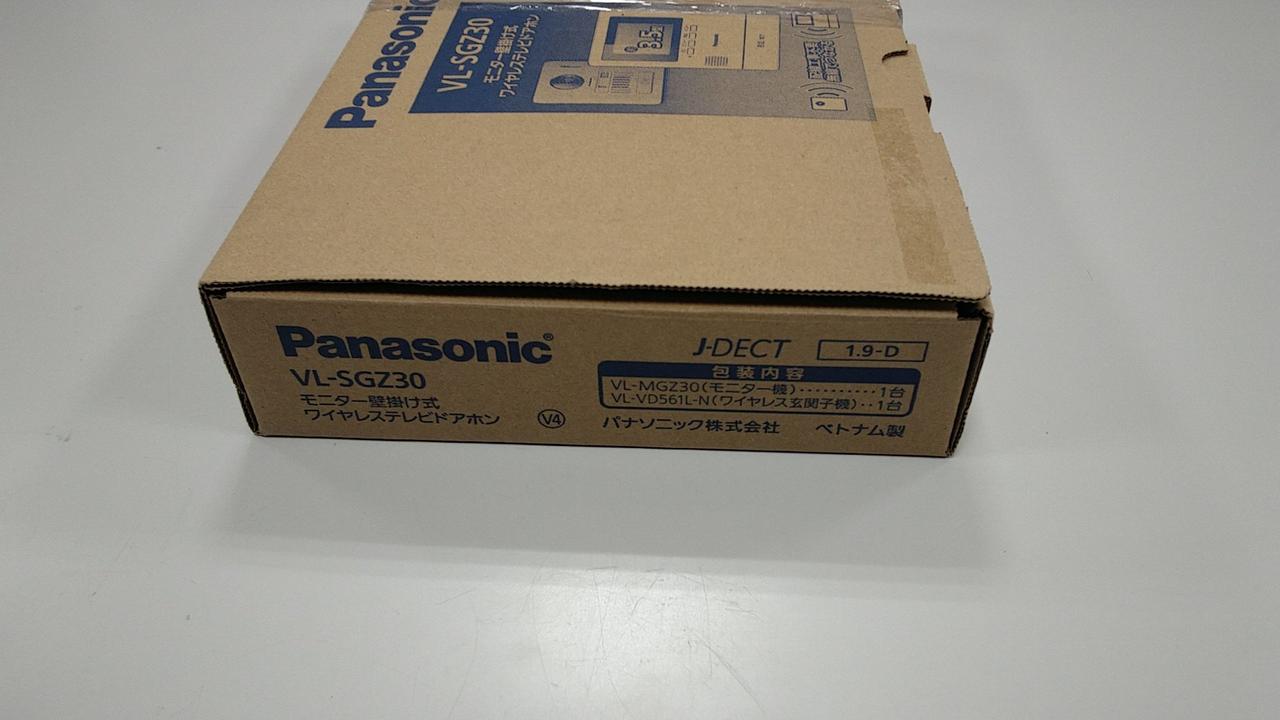 Panasonic
VL-SGZ30
モニター壁掛け式
ワイヤレステレビドアホン
3.5型
Panasonic®
VL-SGZ30
モニター壁掛け式
ワイヤレステレビドアホン
V4
J-DECT 1.9-D
包装内容
VL-MGZ30(モニター機)‥‥‥‥‥1台
VL-VD561L-N(ワイヤレス玄関子機)‥1台
パナソニック株式会社 ベトナム製